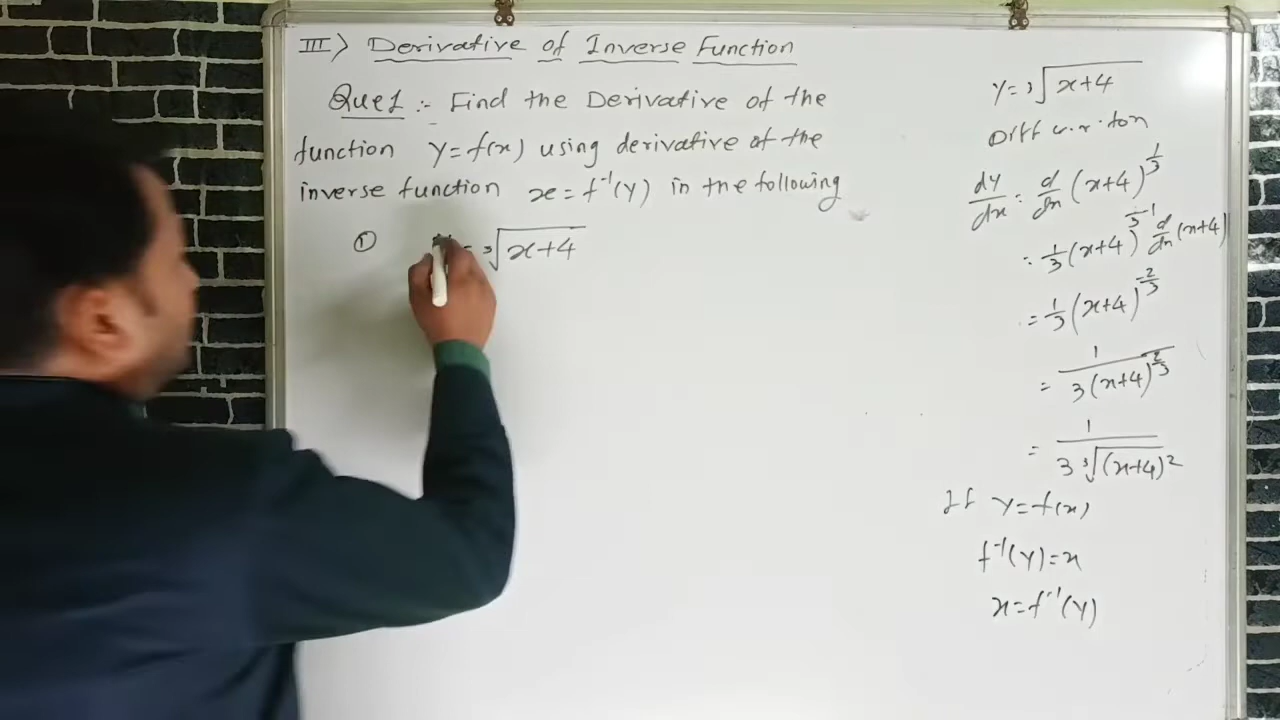 III) Derivative of Inverse Function
Que1 :- Find the Derivative of the
function y = f(x) using derivative of the
inverse function x = f⁻¹(y) in the following
① = ∛(x+4)
y = ∛(x+4)
Diff w.r.to x
dy/dx = d/dx (x+4)^(1/3)
= 1/3 (x+4)^(1/3 - 1) d/dx (x+4)
= 1/3 (x+4)^(-2/3)
= 1/(3(x+4)^(2/3))
= 1/(3 ∛(x+4)²)
If y = f(x)
f⁻¹(y) = x
x = f⁻¹(y)